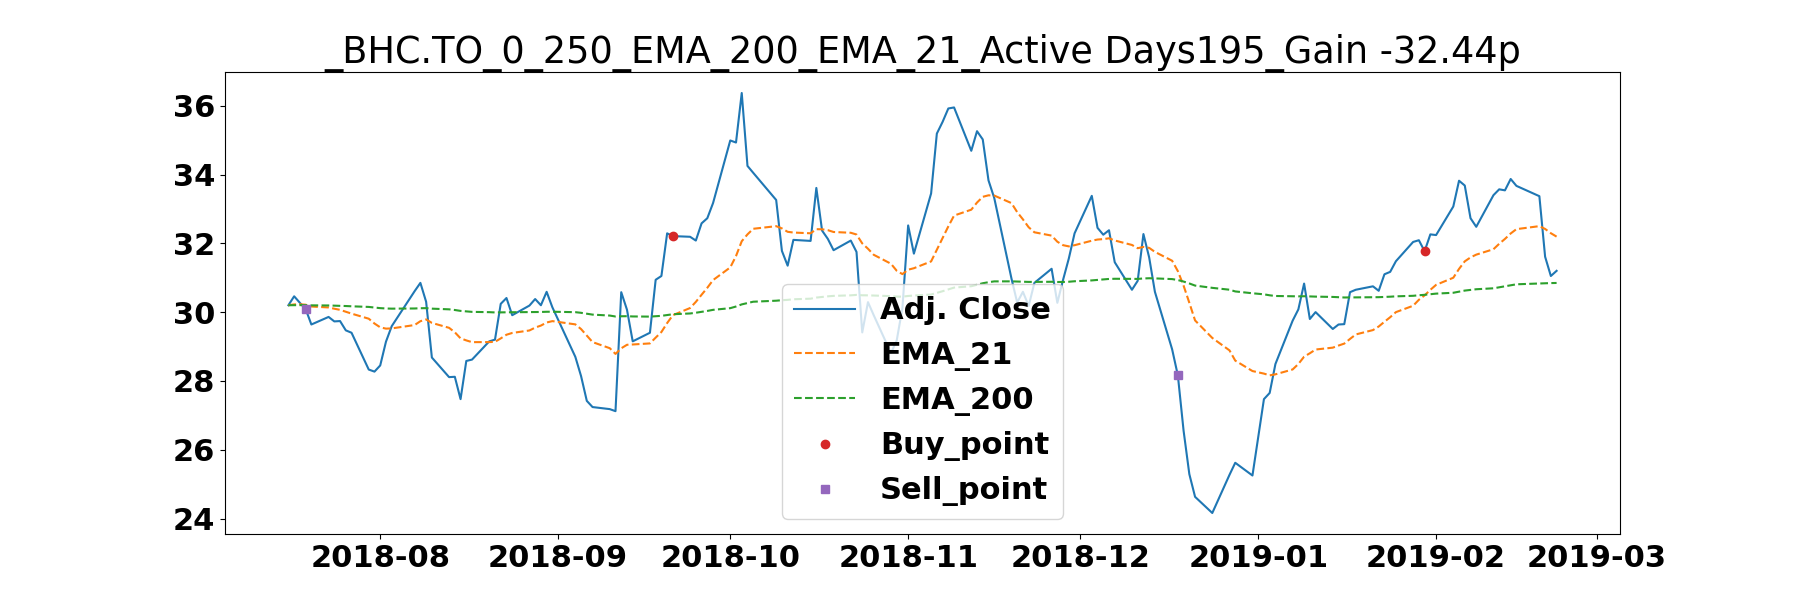 _BHC.TO_0_250_EMA_200_EMA_21_Active Days195_Gain -32.44p
36
34
32
30
28
26
24
Adj. Close
EMA_21
EMA_200
Buy_point
Sell_point
2018-08 2018-09 2018-10 2018-11 2018-12 2019-01 2019-02 2019-03